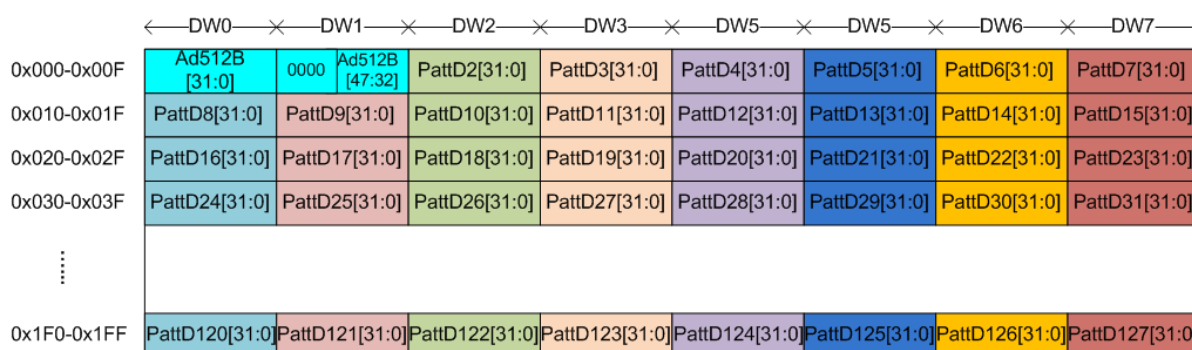 DW0 DW1 DW2 DW3 DW5 DW5 DW6 DW7
0x000-0x00F Ad512B [31:0] 0000 Ad512B [47:32] PattD2[31:0] PattD3[31:0] PattD4[31:0] PattD5[31:0] PattD6[31:0] PattD7[31:0]
0x010-0x01F PattD8[31:0] PattD9[31:0] PattD10[31:0] PattD11[31:0] PattD12[31:0] PattD13[31:0] PattD14[31:0] PattD15[31:0]
0x020-0x02F PattD16[31:0] PattD17[31:0] PattD18[31:0] PattD19[31:0] PattD20[31:0] PattD21[31:0] PattD22[31:0] PattD23[31:0]
0x030-0x03F PattD24[31:0] PattD25[31:0] PattD26[31:0] PattD27[31:0] PattD28[31:0] PattD29[31:0] PattD30[31:0] PattD31[31:0]
0x1F0-0x1FF PattD120[31:0] PattD121[31:0] PattD122[31:0] PattD123[31:0] PattD124[31:0] PattD125[31:0] PattD126[31:0] PattD127[31:0